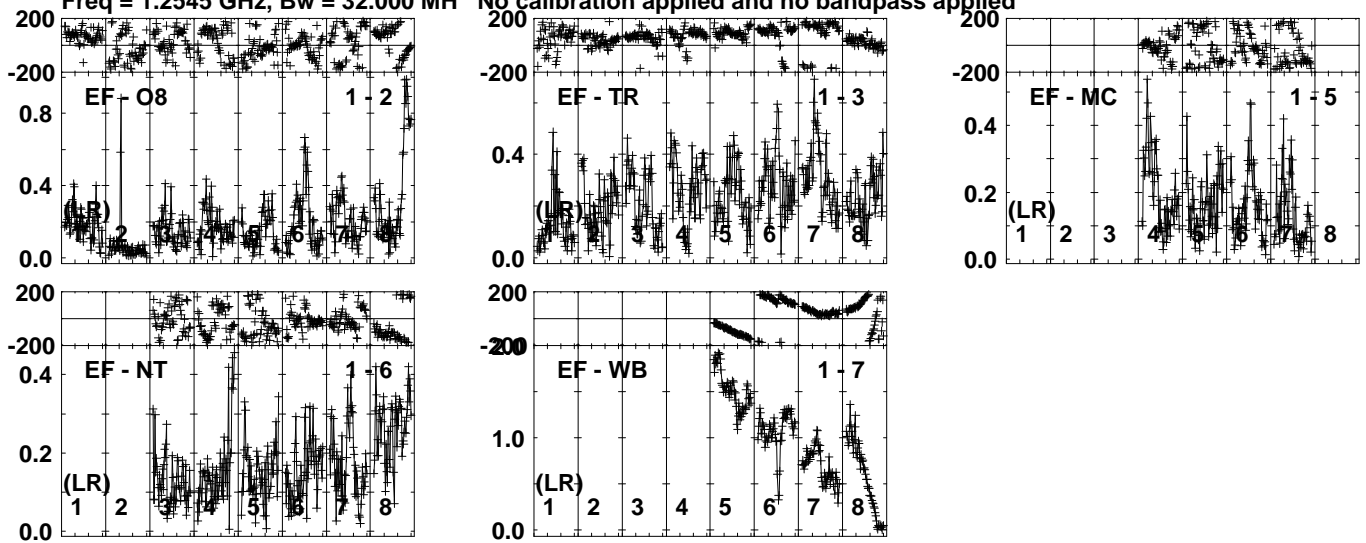 Freq = 1.2545 GHz, Bw = 32.000 MH No calibration applied and no bandpass applied
200
-200
EF - O8 1 - 2
0.8
0.4
0.0
(LR)
1 2 3 4 5 6 7 8
200
-200
EF - TR 1 - 3
0.4
0.0
(LR)
1 2 3 4 5 6 7 8
200
-200
EF - MC 1 - 5
0.4
0.2
0.0
(LR)
1 2 3 4 5 6 7 8
200
-200
EF - NT 1 - 6
0.4
0.2
0.0
(LR)
1 2 3 4 5 6 7 8
200
-200
2.0
EF - WB 1 - 7
1.0
0.0
(LR)
1 2 3 4 5 6 7 8